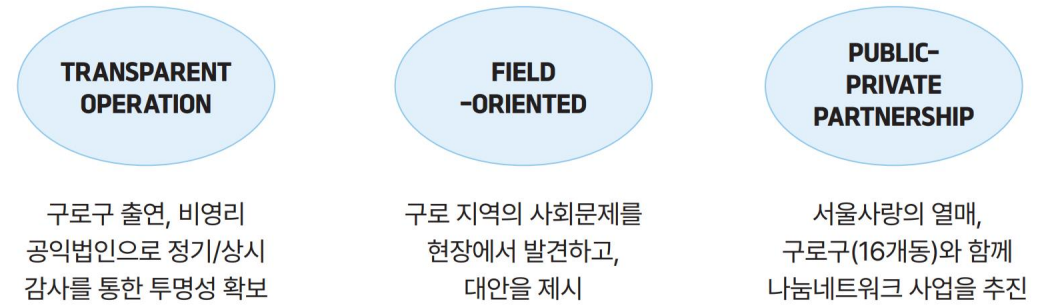 TRANSPARENT
OPERATION
구로구 출연, 비영리
공익법인으로 정기/상시
감사를 통한 투명성 확보
FIELD
-ORIENTED
구로 지역의 사회문제를
현장에서 발견하고,
대안을 제시
PUBLIC-
PRIVATE
PARTNERSHIP
서울사랑의 열매,
구로구(16개동)와 함께
나눔네트워크 사업을 추진